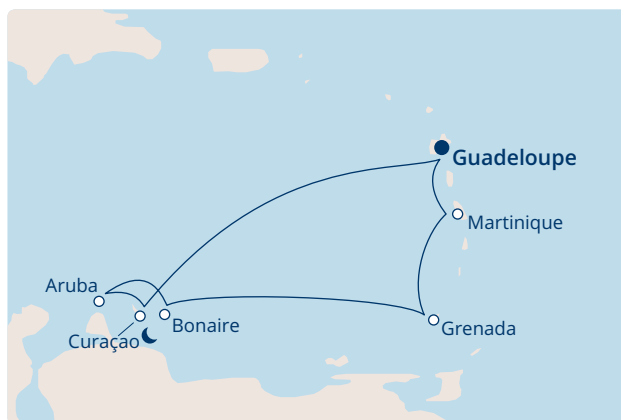 Guadeloupe
Martinique
Aruba
Bonaire
Grenada
Curaçao